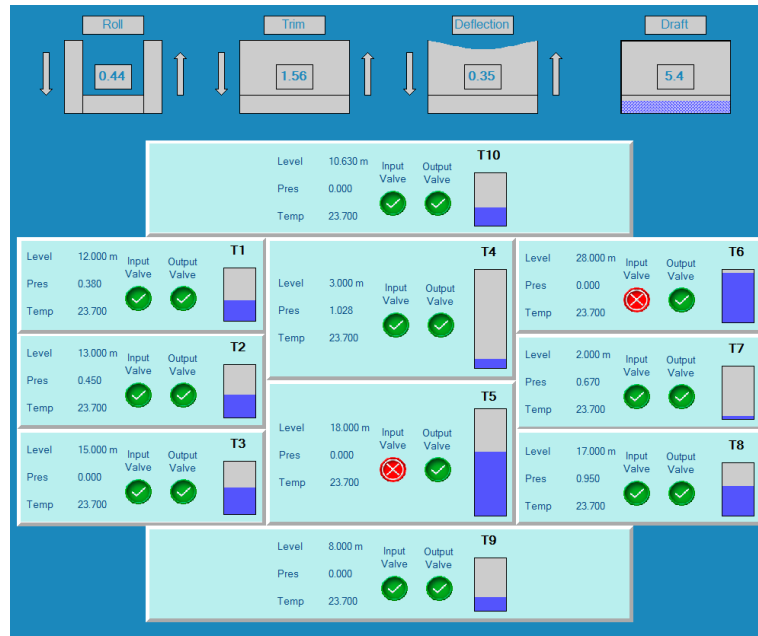 Roll Trim Deflection Draft
0.44 1.56 0.35 5.4
T10
Level 10.630 m Input Valve Output Valve
Pres 0.000
Temp 23.700
T1
Level 12.000 m Input Valve Output Valve
Pres 0.380
Temp 23.700
T4
Level 3.000 m Input Valve Output Valve
Pres 1.028
Temp 23.700
T6
Level 28.000 m Input Valve Output Valve
Pres 0.000
Temp 23.700
T2
Level 13.000 m Input Valve Output Valve
Pres 0.450
Temp 23.700
T7
Level 2.000 m Input Valve Output Valve
Pres 0.670
Temp 23.700
T5
Level 18.000 m Input Valve Output Valve
Pres 0.000
Temp 23.700
T3
Level 15.000 m Input Valve Output Valve
Pres 0.000
Temp 23.700
T8
Level 17.000 m Input Valve Output Valve
Pres 0.950
Temp 23.700
T9
Level 8.000 m Input Valve Output Valve
Pres 0.000
Temp 23.700